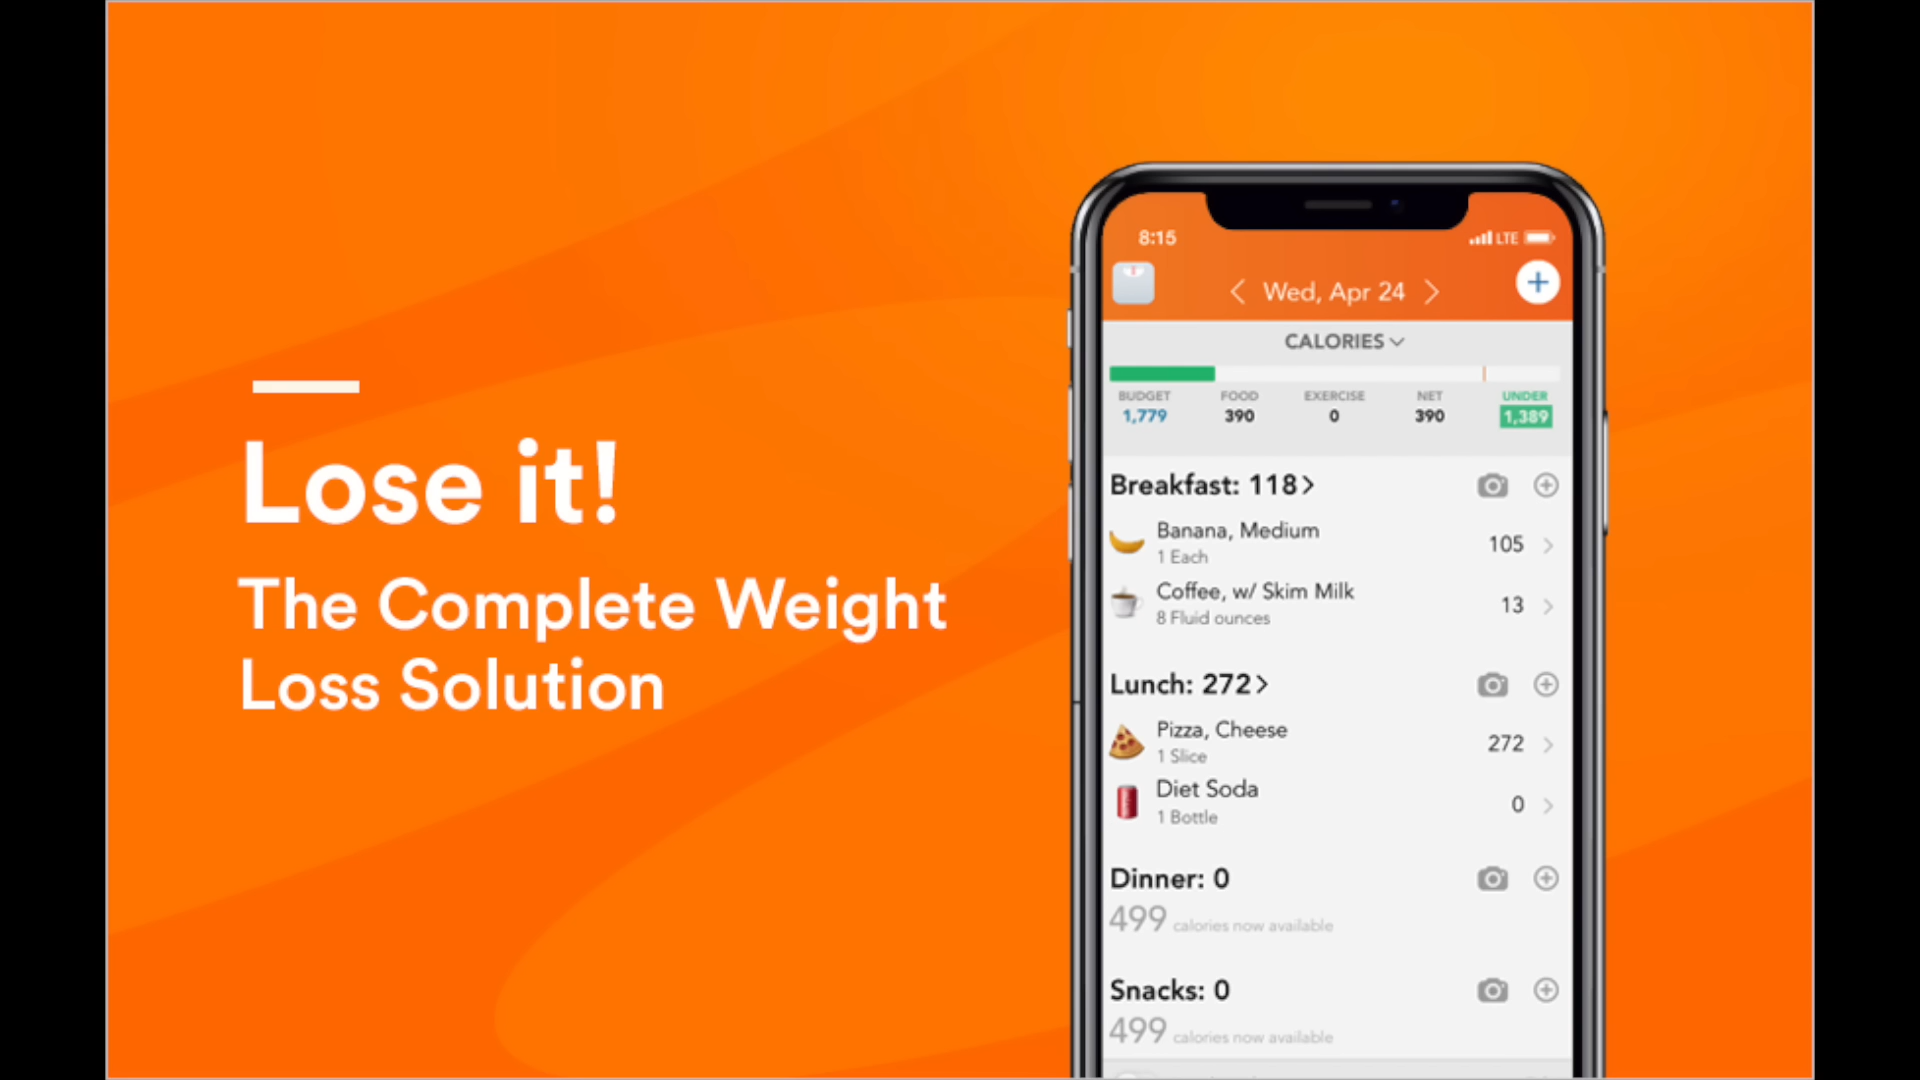 Lose it!
The Complete Weight
Loss Solution
8:15
LTE
Wed, Apr 24
CALORIES
BUDGET FOOD EXERCISE NET UNDER
1,779 390 0 390 1,389
Breakfast: 118
Banana, Medium 105
1 Each
Coffee, w/ Skim Milk 13
8 Fluid ounces
Lunch: 272
Pizza, Cheese 272
1 Slice
Diet Soda 0
1 Bottle
Dinner: 0
499 calories now available
Snacks: 0
499 calories now available